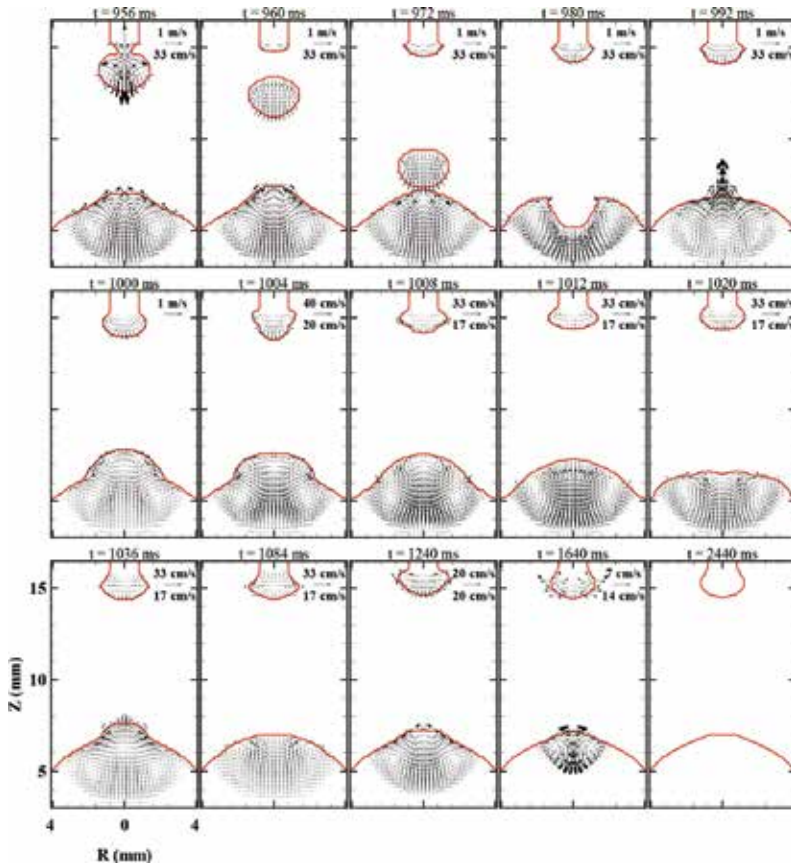 t = 956 ms t = 960 ms t = 972 ms t = 980 ms t = 992 ms
1 m/s 1 m/s 1 m/s 1 m/s 1 m/s
33 cm/s 33 cm/s 33 cm/s 33 cm/s 33 cm/s
t = 1000 ms t = 1004 ms t = 1008 ms t = 1012 ms t = 1020 ms
1 m/s 40 cm/s 33 cm/s 33 cm/s 33 cm/s
20 cm/s 17 cm/s 17 cm/s 17 cm/s
t = 1036 ms t = 1084 ms t = 1240 ms t = 1640 ms t = 2440 ms
15 33 cm/s 33 cm/s 20 cm/s 7 cm/s
17 cm/s 17 cm/s 20 cm/s 14 cm/s
Z (mm)
10
5
4 0 4
R (mm)